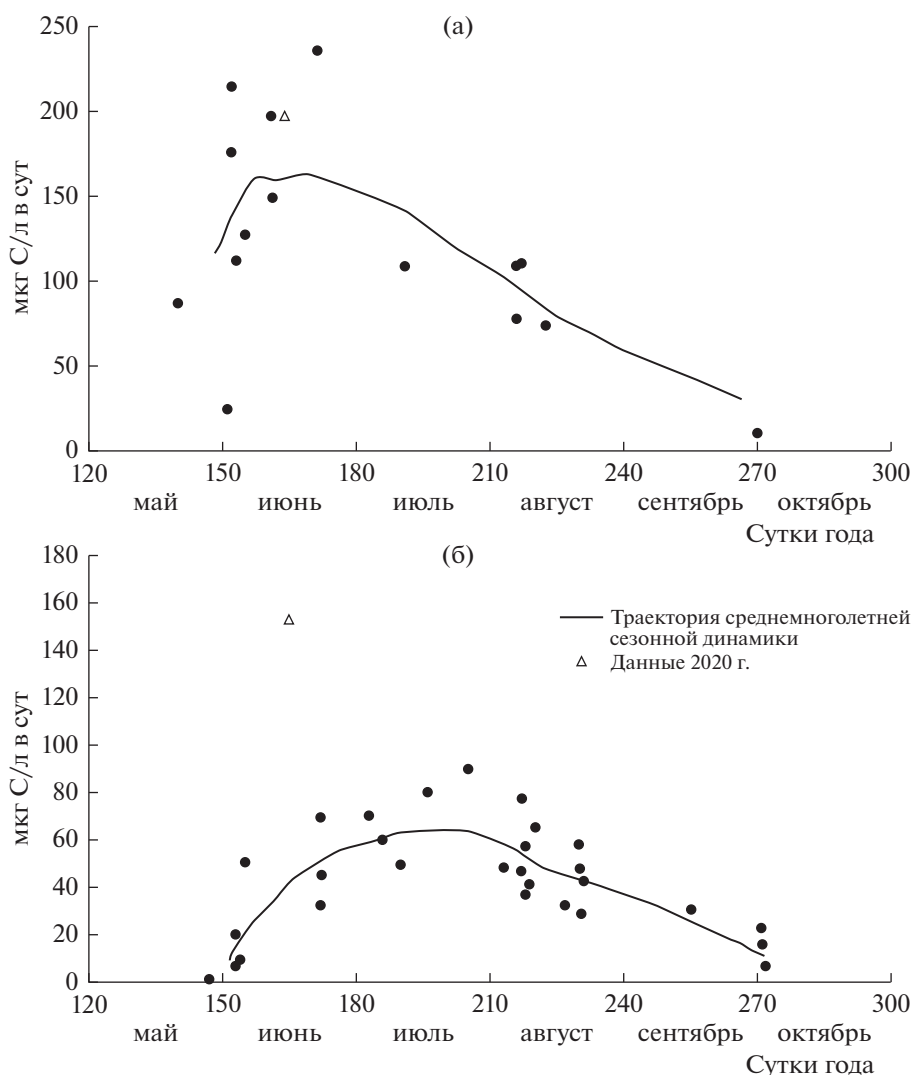 (а)
мкг С/л в сут
250
200
150
100
50
0
120 150 180 210 240 270 300
май июнь июль август сентябрь октябрь
Сутки года
(б)
мкг С/л в сут
180
160
140
120
100
80
60
40
20
0
Траектория среднемноголетней
сезонной динамики
Данные 2020 г.
120 150 180 210 240 270 300
май июнь июль август сентябрь октябрь
Сутки года